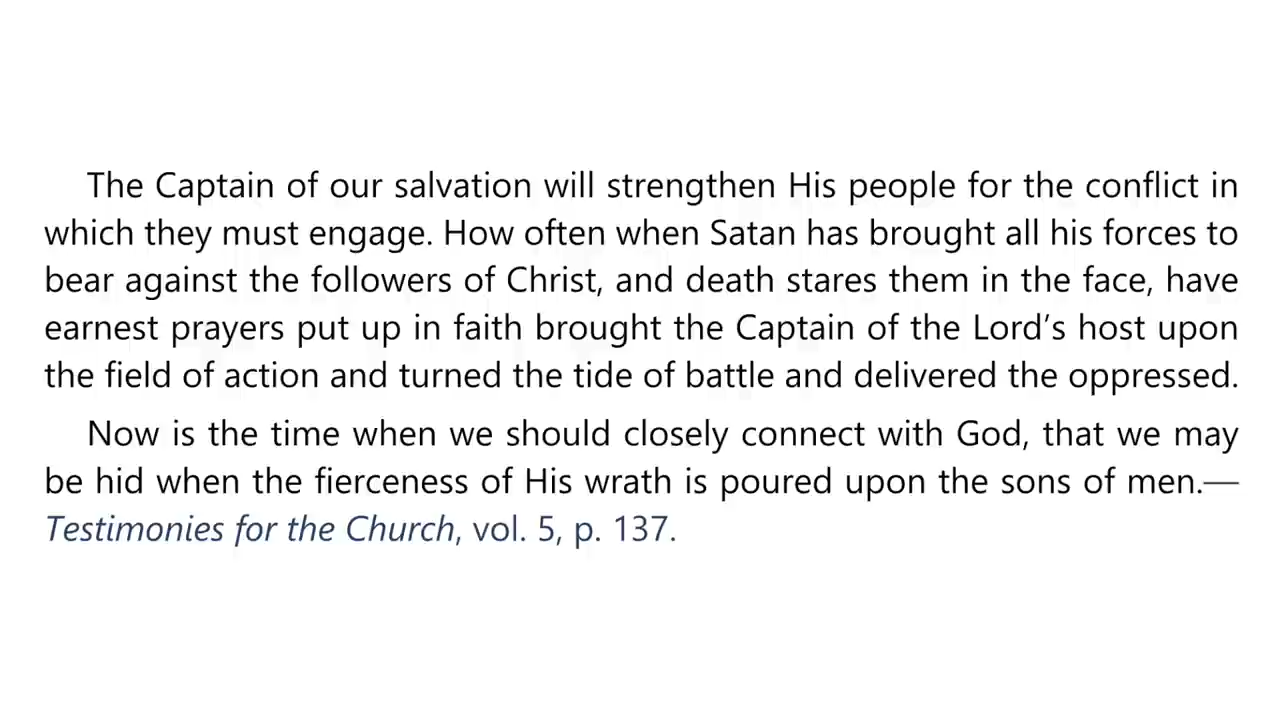 The Captain of our salvation will strengthen His people for the conflict in
which they must engage. How often when Satan has brought all his forces to
bear against the followers of Christ, and death stares them in the face, have
earnest prayers put up in faith brought the Captain of the Lord’s host upon
the field of action and turned the tide of battle and delivered the oppressed.
Now is the time when we should closely connect with God, that we may
be hid when the fierceness of His wrath is poured upon the sons of men.—
Testimonies for the Church, vol. 5, p. 137.